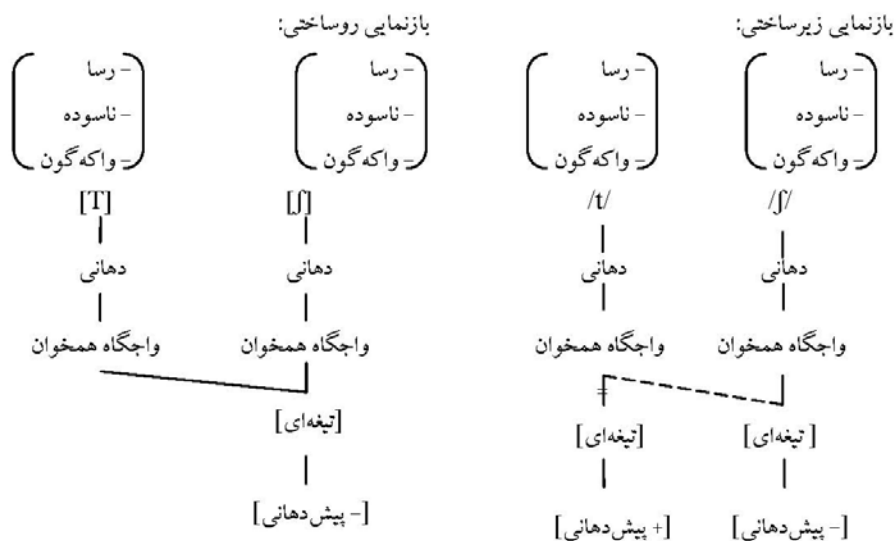 بازنمایی زیرساختی: بازنمایی روساختی:
– رسا – رسا – رسا – رسا
– ناسوده – ناسوده – ناسوده – ناسوده
– واکه‌گون – واکه‌گون – واکه‌گون – واکه‌گون
/ʃ/ /t/ [ʃ] [T]
دهانی دهانی دهانی دهانی
واجگاه همخوان واجگاه همخوان واجگاه همخوان واجگاه همخوان
[تیغه‌ای]
[تیغه‌ای ] [تیغه‌ای]
[– پیش‌دهانی]
[– پیش‌دهانی] [+ پیش‌دهانی]